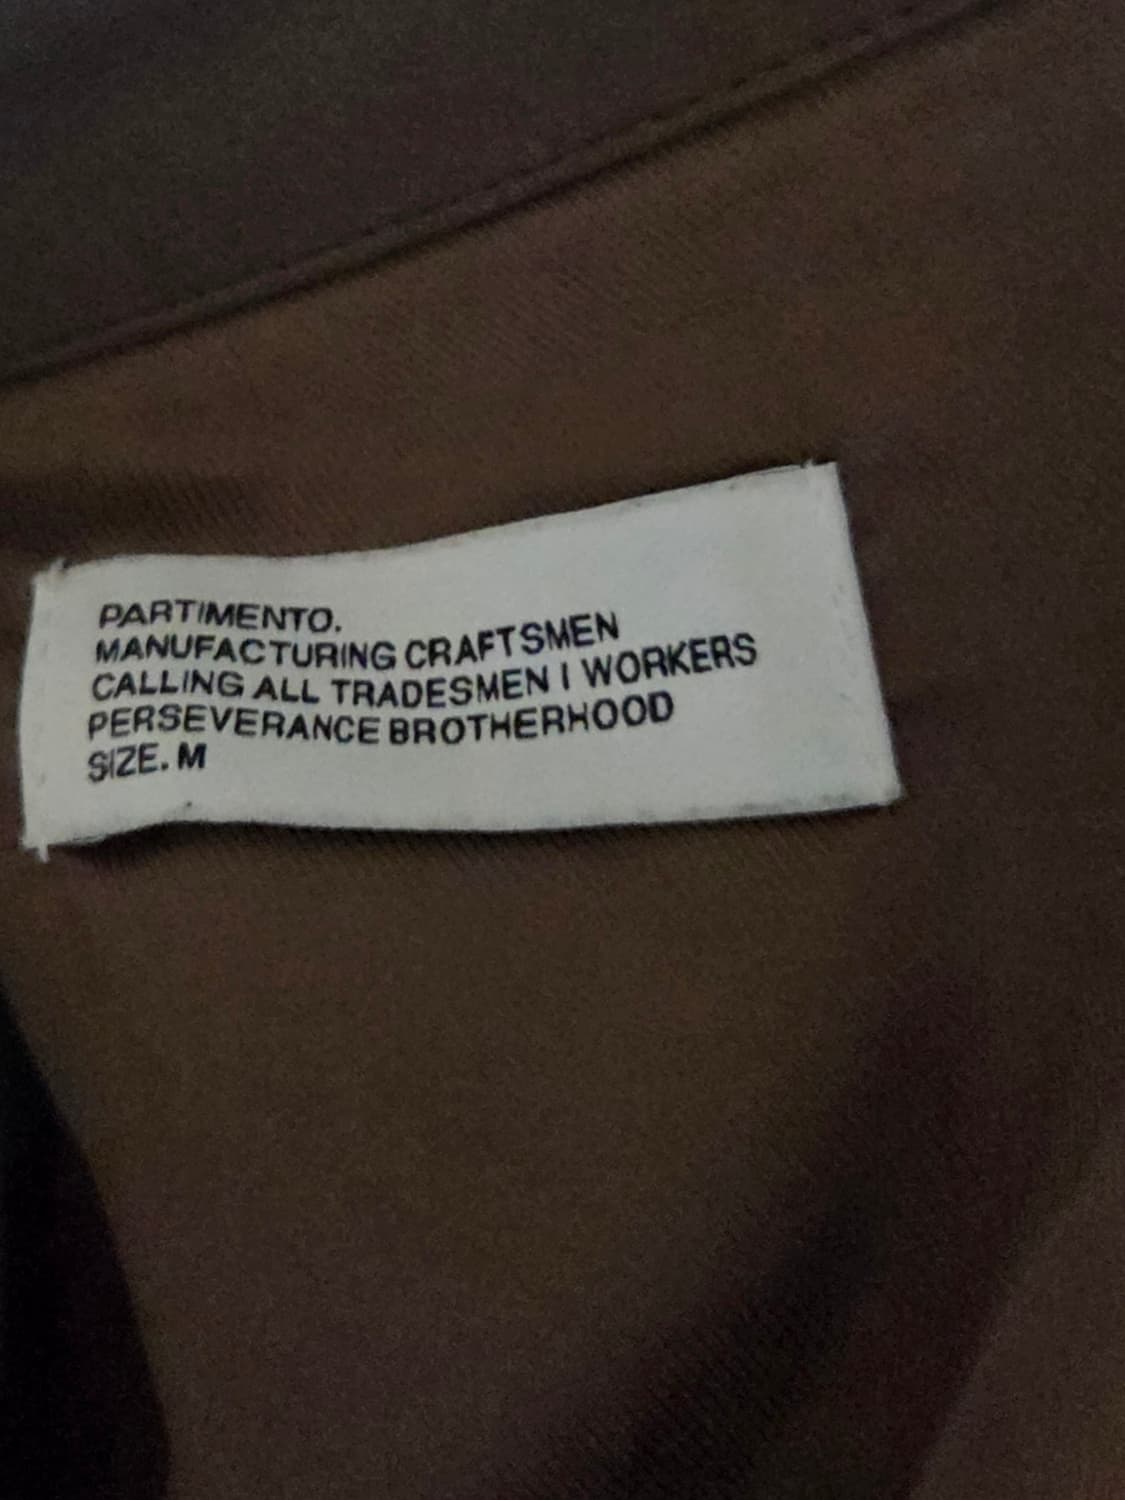 PARTIMENTO.
MANUFACTURING CRAFTSMEN
CALLING ALL TRADESMEN I WORKERS
PERSEVERANCE BROTHERHOOD
SIZE. M